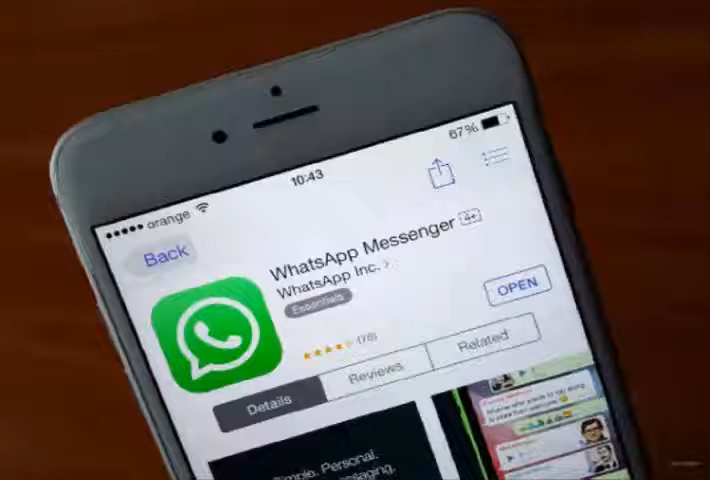 orange
10:43
67%
Back
WhatsApp Messenger 4+
WhatsApp Inc. >
Essentials
(78)
OPEN
Details
Reviews
Related
Simple. Personal.